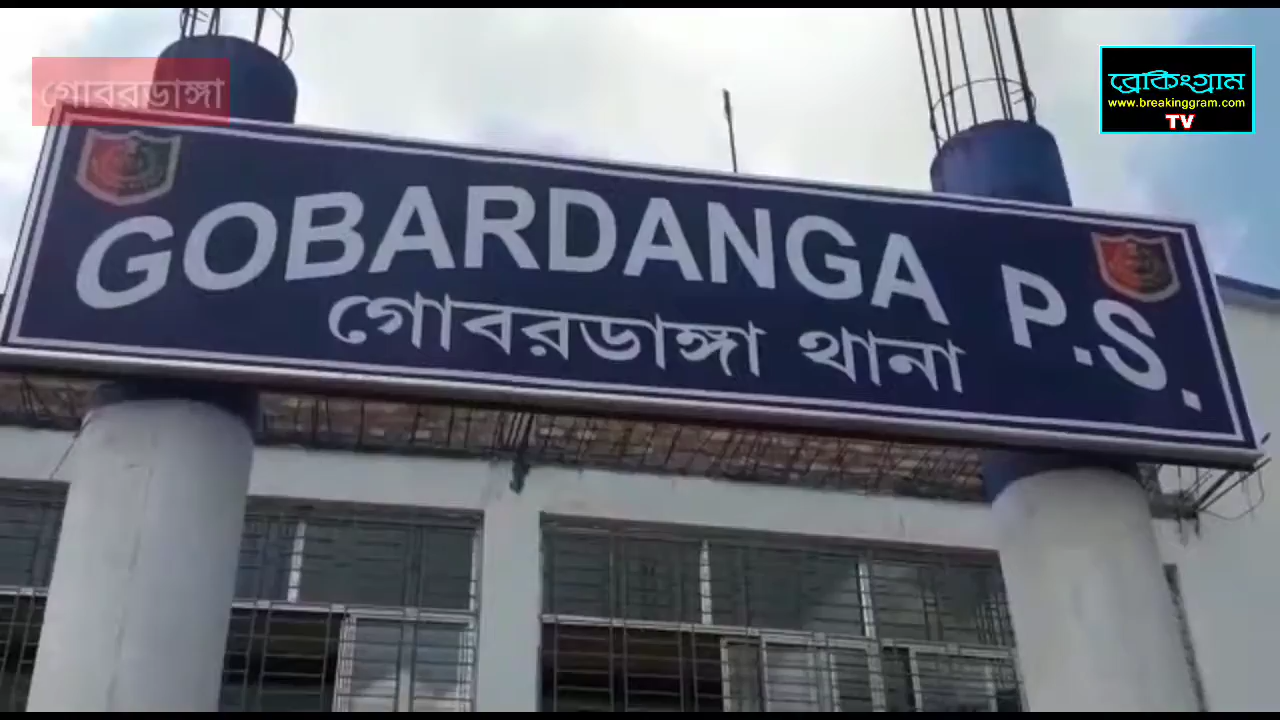 গোবরডাঙ্গা
ব্রেকিংগ্রাম
www.breakinggram.com
TV
GOBARDANGA P.S.
গোবরডাঙ্গা থানা